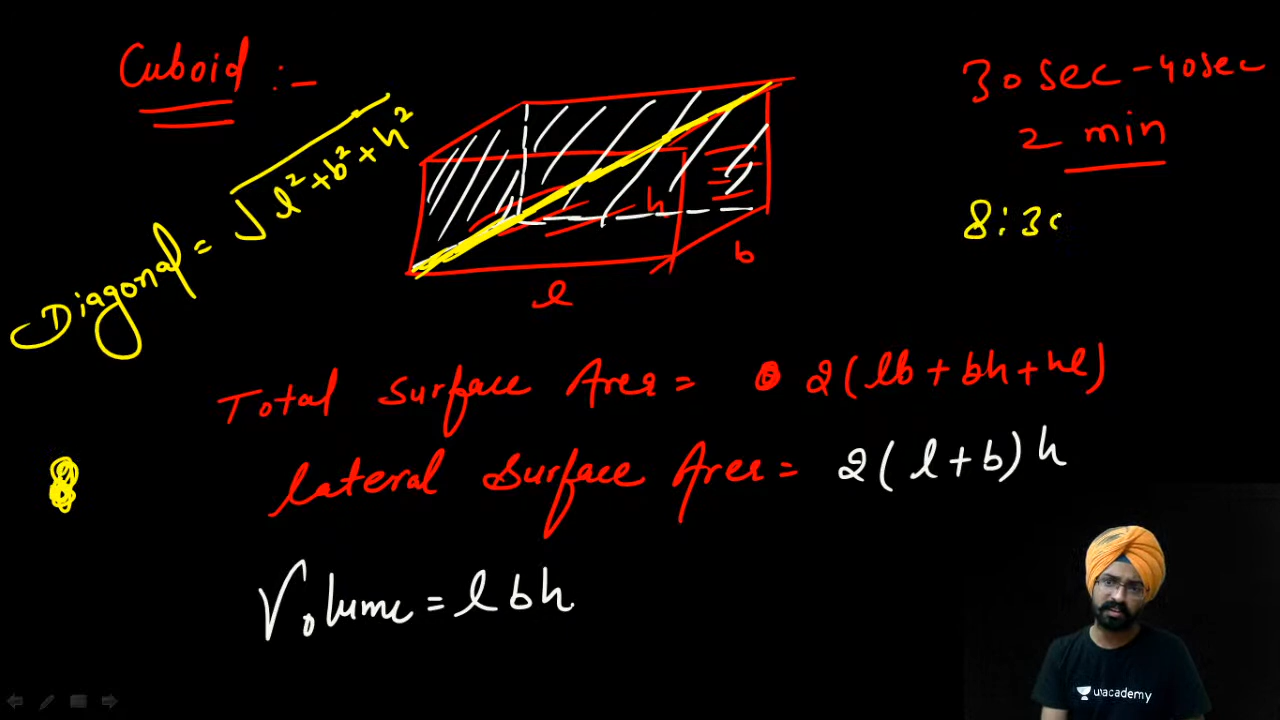 Cuboid :-
30 sec - 40 sec
2 min
8:30
Diagonal = √l²+b²+h²
h
b
l
Total Surface Area = 2(lb+bh+hl)
lateral Surface Area = 2(l+b)h
Volume = lbh
unacademy